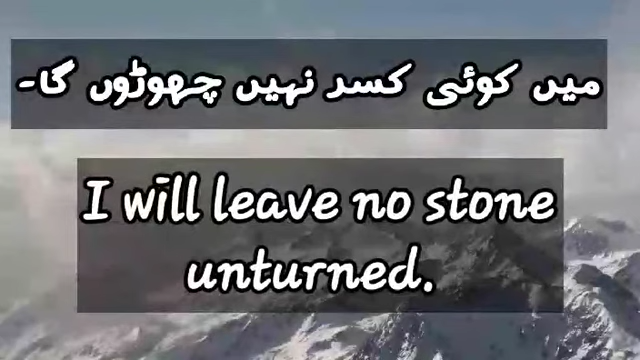 میں کوئی کسر نہیں چھوڑوں گا-
I will leave no stone
unturned.